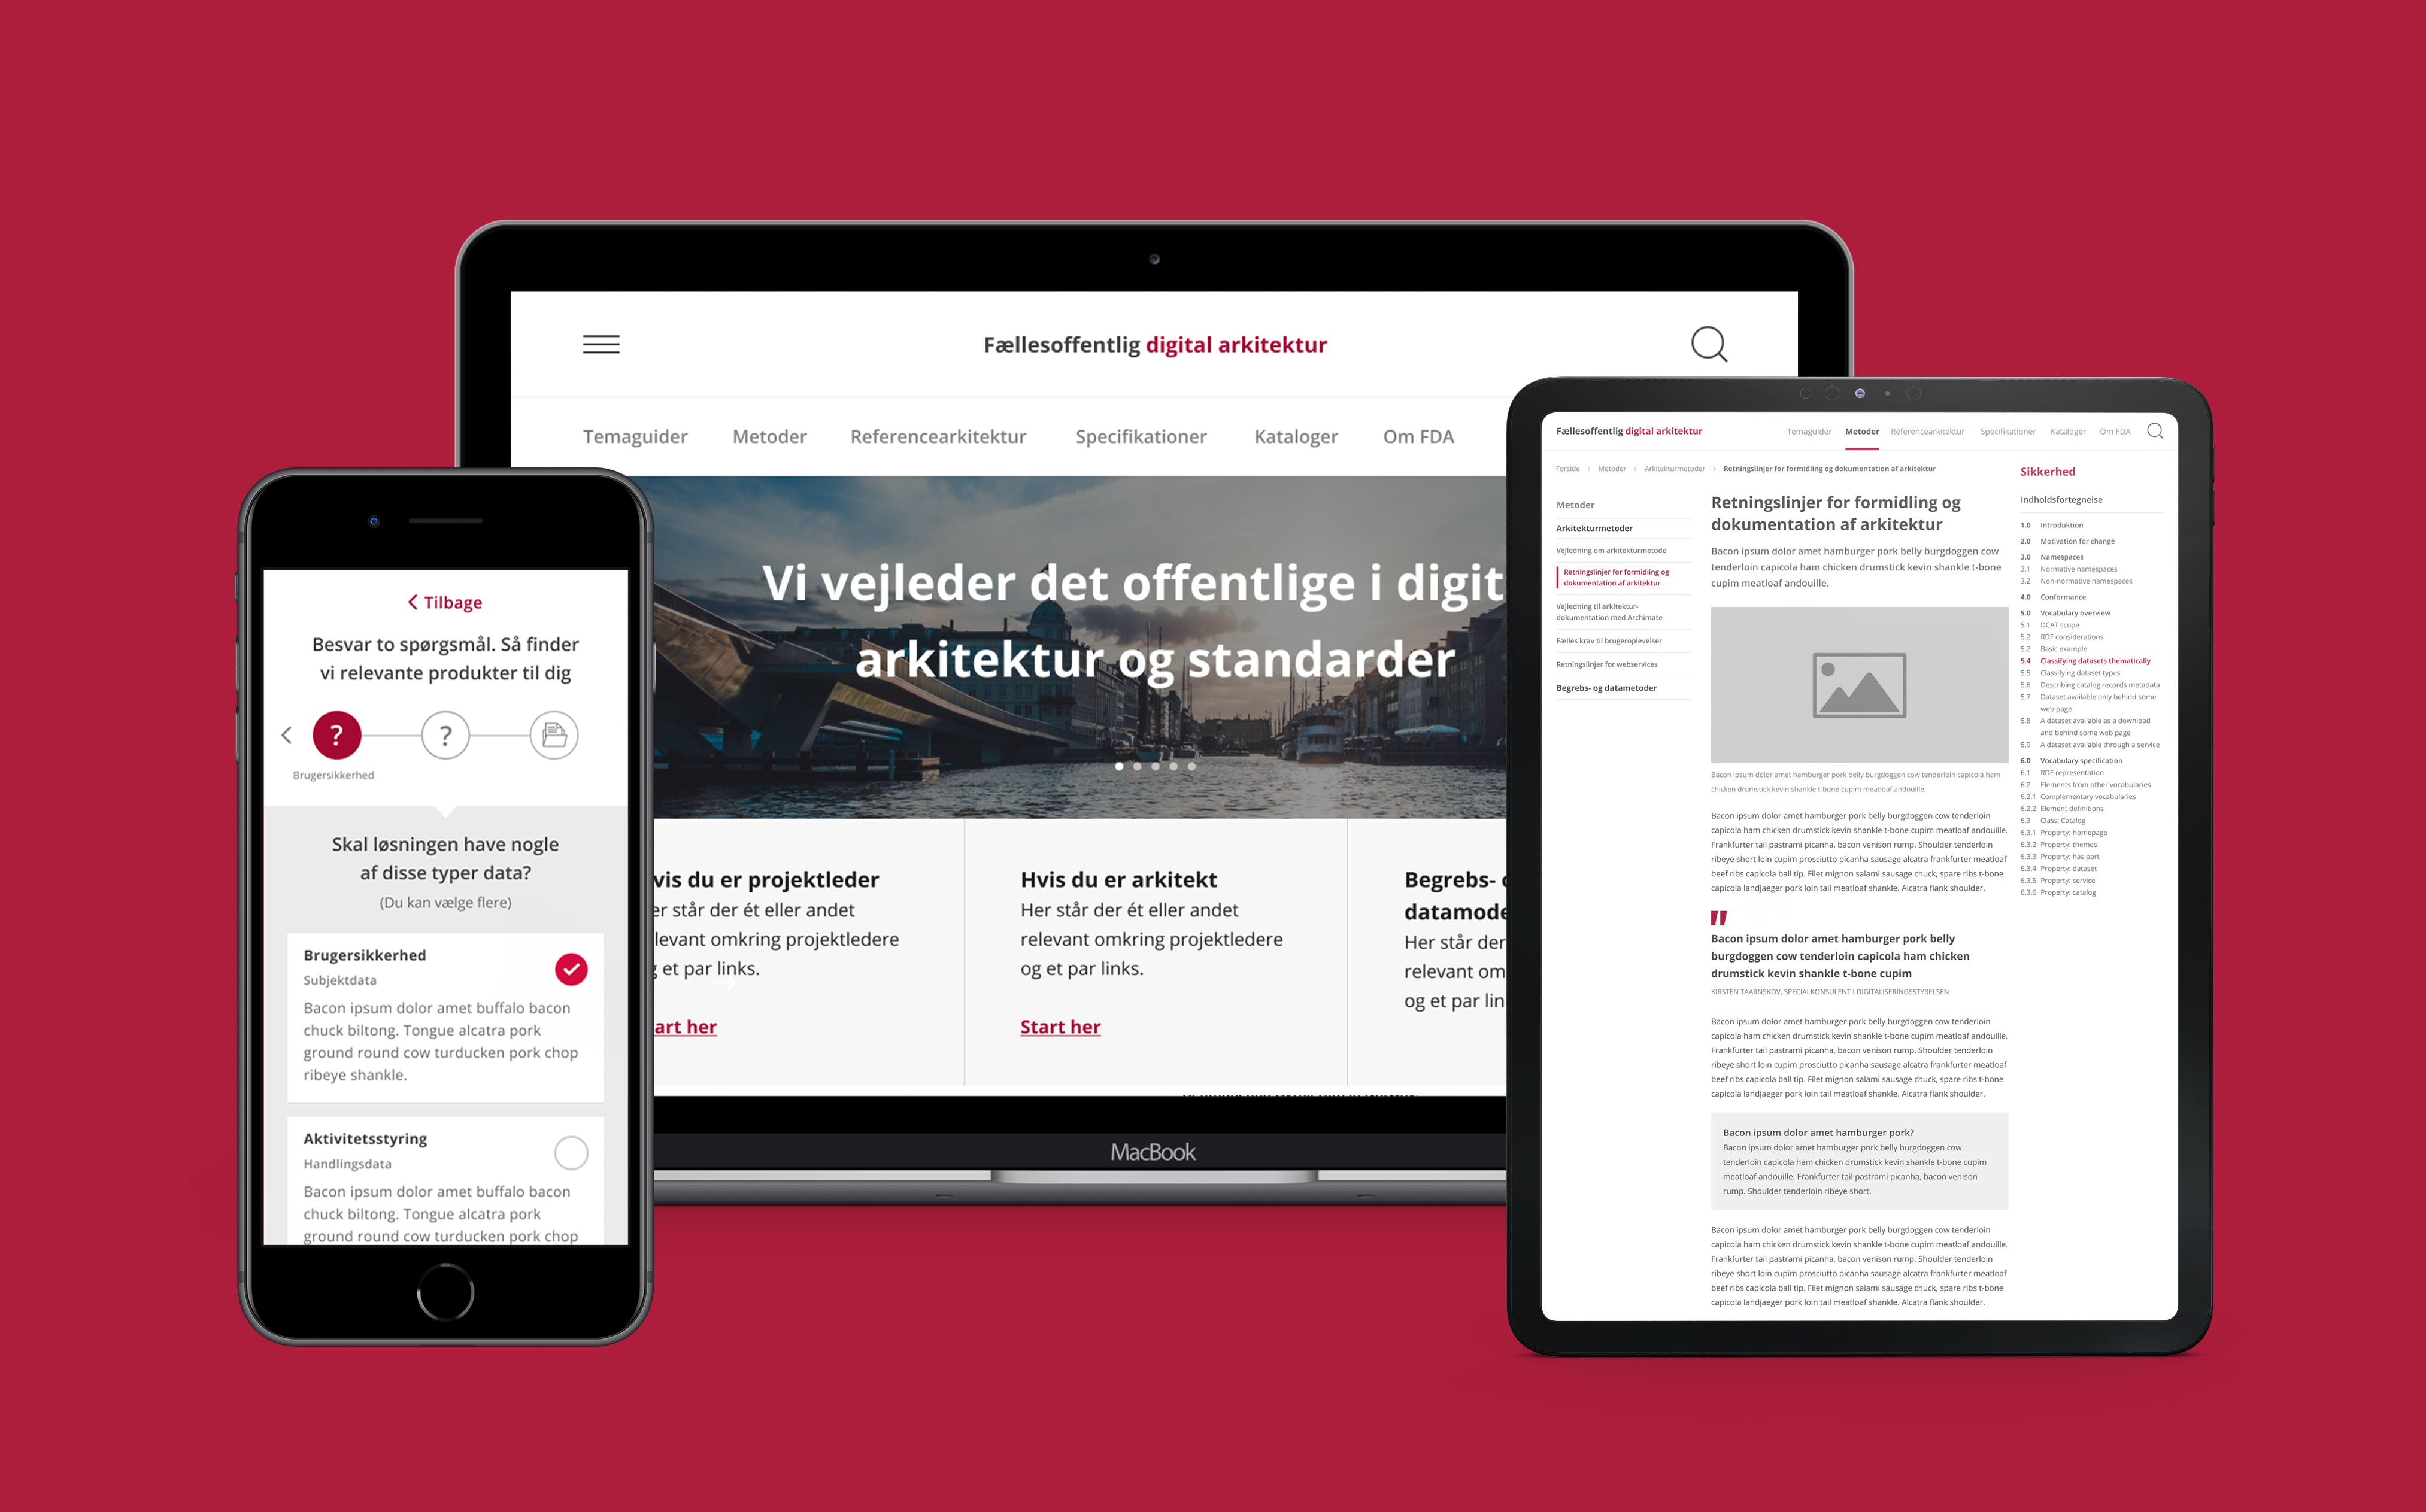 Fællesoffentlig digital arkitektur
Temaguider Metoder Referencearkitektur Specifikationer Kataloger Om FDA
Vi vejleder det offentlige i digit
arkitektur og standarder
vis du er projektleder
er står der ét eller andet
levant omkring projektledere
g et par links.
art her
Hvis du er arkitekt
Her står der ét eller andet
relevant omkring projektledere
og et par links.
Start her
Begrebs-
datamode
Her står der
relevant om
og et par lin
MacBook
Tilbage
Besvar to spørgsmål. Så finder
vi relevante produkter til dig
? ?
Brugersikkerhed
Skal løsningen have nogle
af disse typer data?
(Du kan vælge flere)
Brugersikkerhed
Subjektdata
Bacon ipsum dolor amet buffalo bacon
chuck biltong. Tongue alcatra pork
ground round cow turducken pork chop
ribeye shankle.
Aktivitetsstyring
Handlingsdata
Bacon ipsum dolor amet buffalo bacon
chuck biltong. Tongue alcatra pork
ground round cow turducken pork chop
Fællesoffentlig digital arkitektur
Temaguider Metoder Referencearkitektur Specifikationer Kataloger Om FDA
Forside > Metoder > Arkitekturmetoder > Retningslinjer for formidling og dokumentation af arkitektur
Metoder
Arkitekturmetoder
Vejledning om arkitekturmetode
Retningslinjer for formidling og
dokumentation af arkitektur
Vejledning til arkitektur-
dokumentation med Archimate
Fælles krav til brugeroplevelser
Retningslinjer for webservices
Begrebs- og datametoder
Retningslinjer for formidling og
dokumentation af arkitektur
Bacon ipsum dolor amet hamburger pork belly burgdoggen cow
tenderloin capicola ham chicken drumstick kevin shankle t-bone
cupim meatloaf andouille.
Bacon ipsum dolor amet hamburger pork belly burgdoggen cow tenderloin capicola ham
chicken drumstick kevin shankle t-bone cupim meatloaf andouille.
Bacon ipsum dolor amet hamburger pork belly burgdoggen cow tenderloin
capicola ham chicken drumstick kevin shankle t-bone cupim meatloaf andouille.
Frankfurter tail pastrami picanha, bacon venison rump. Shoulder tenderloin
ribeye short loin cupim prosciutto picanha sausage alcatra frankfurter meatloaf
beef ribs capicola ball tip. Filet mignon salami sausage chuck, spare ribs t-bone
capicola landjaeger pork loin tail meatloaf shankle. Alcatra flank shoulder.
"
Bacon ipsum dolor amet hamburger pork belly
burgdoggen cow tenderloin capicola ham chicken
drumstick kevin shankle t-bone cupim
KIRSTEN TAARNSKOV, SPECIALKONSULENT I DIGITALISERINGSSTYRELSEN
Bacon ipsum dolor amet hamburger pork belly burgdoggen cow tenderloin
capicola ham chicken drumstick kevin shankle t-bone cupim meatloaf andouille.
Frankfurter tail pastrami picanha, bacon venison rump. Shoulder tenderloin
ribeye short loin cupim prosciutto picanha sausage alcatra frankfurter meatloaf
beef ribs capicola ball tip. Filet mignon salami sausage chuck, spare ribs t-bone
capicola landjaeger pork loin tail meatloaf shankle. Alcatra flank shoulder.
Bacon ipsum dolor amet hamburger pork?
Bacon ipsum dolor amet hamburger pork belly burgdoggen cow
tenderloin capicola ham chicken drumstick kevin shankle t-bone cupim
meatloaf andouille. Frankfurter tail pastrami picanha, bacon venison
rump. Shoulder tenderloin ribeye short.
Bacon ipsum dolor amet hamburger pork belly burgdoggen cow tenderloin
capicola ham chicken drumstick kevin shankle t-bone cupim meatloaf andouille.
Frankfurter tail pastrami picanha, bacon venison rump. Shoulder tenderloin
ribeye short loin cupim prosciutto picanha sausage alcatra frankfurter meatloaf
beef ribs capicola ball tip. Filet mignon salami sausage chuck, spare ribs t-bone
capicola landjaeger pork loin tail meatloaf shankle. Alcatra flank shoulder.
Sikkerhed
Indholdsfortegnelse
1.0 Introduktion
2.0 Motivation for change
3.0 Namespaces
3.1 Normative namespaces
3.2 Non-normative namespaces
4.0 Conformance
5.0 Vocabulary overview
5.1 DCAT scope
5.2 RDF considerations
5.2 Basic example
5.4 Classifying datasets thematically
5.5 Classifying dataset types
5.6 Describing catalog records metadata
5.7 Dataset available only behind some
web page
5.8 A dataset available as a download
and behind some web page
5.9 A dataset available through a service
6.0 Vocabulary specification
6.1 RDF representation
6.2 Elements from other vocabularies
6.2.1 Complementary vocabularies
6.2.2 Element definitions
6.3 Class: Catalog
6.3.1 Property: homepage
6.3.2 Property: themes
6.3.3 Property: has part
6.3.4 Property: dataset
6.3.5 Property: service
6.3.6 Property: catalog